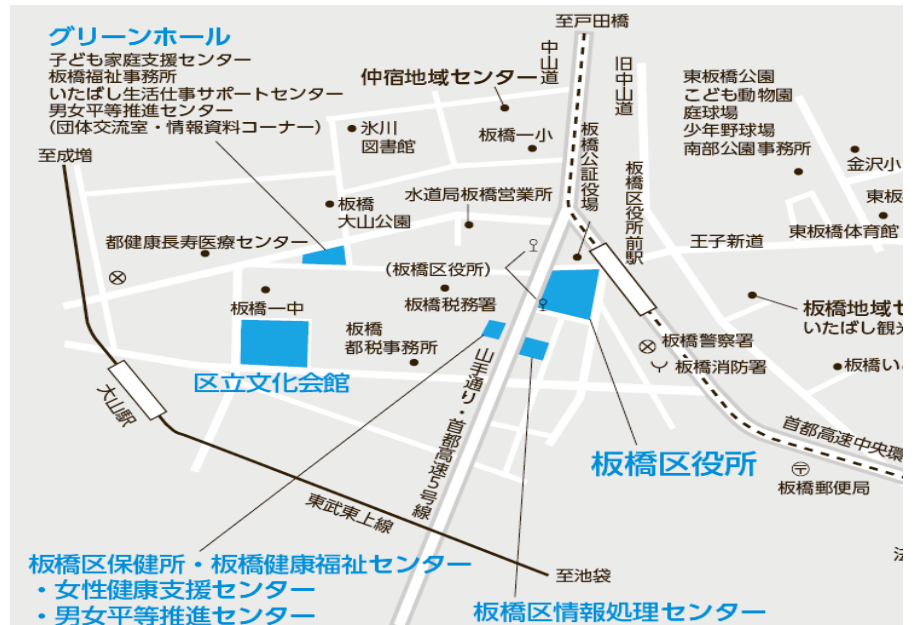 至戸田橋
グリーンホール
子ども家庭支援センター
板橋福祉事務所
いたばし生活仕事サポートセンター
男女平等推進センター
(団体交流室・情報資料コーナー)
中山道
旧中山道
仲宿地域センター
東板橋公園
こども動物園
庭球場
少年野球場
南部公園事務所
氷川
図書館
板橋一小
板橋公証役場
至成増
金沢小
板橋区役所前駅
板橋
大山公園
水道局板橋営業所
東板
東板橋体育館
王子新道
都健康長寿医療センター
(板橋区役所)
板橋一中
板橋税務署
板橋地域セ
いたばし観光
板橋
都税事務所
板橋警察署
板橋消防署
板橋い
区立文化会館
大山駅
山手通り・首都高速5号線
首都高速中央環
板橋区役所
板橋郵便局
東武東上線
板橋区保健所・板橋健康福祉センター
・女性健康支援センター
・男女平等推進センター
至池袋
板橋区情報処理センター